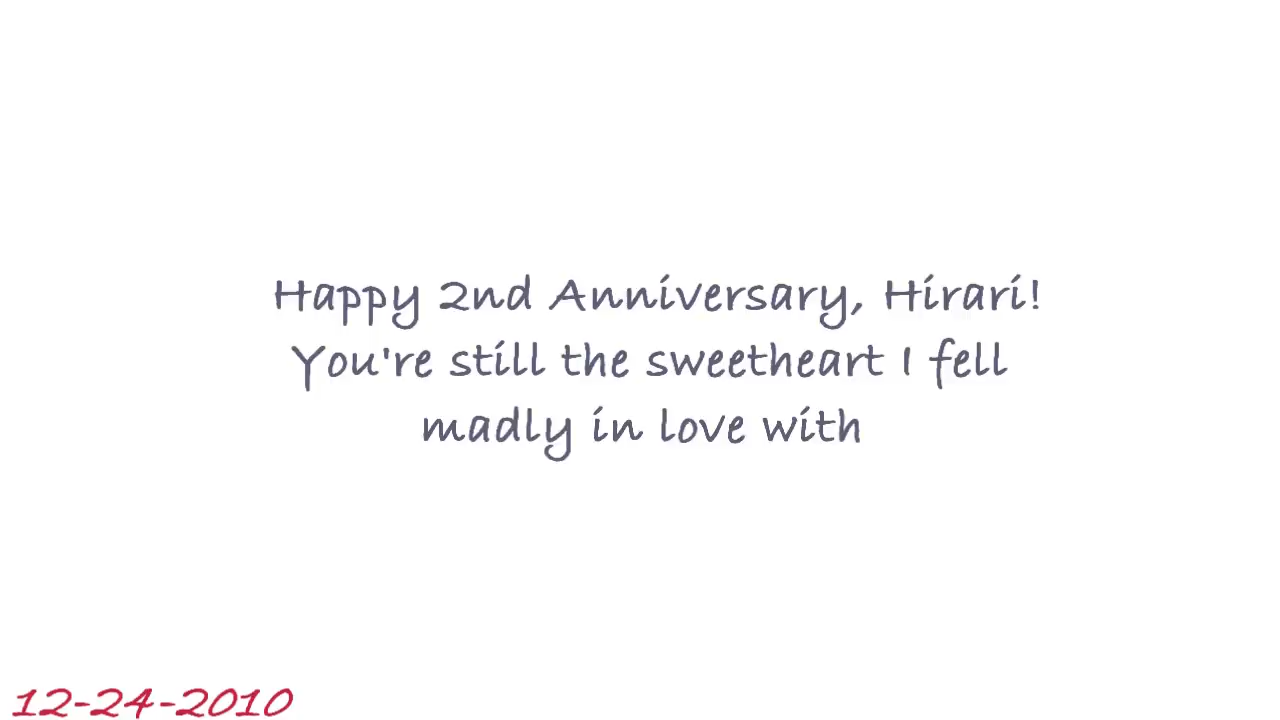 Happy 2nd Anniversary, Hirari!
You're still the sweetheart I fell
madly in love with
12-24-2010